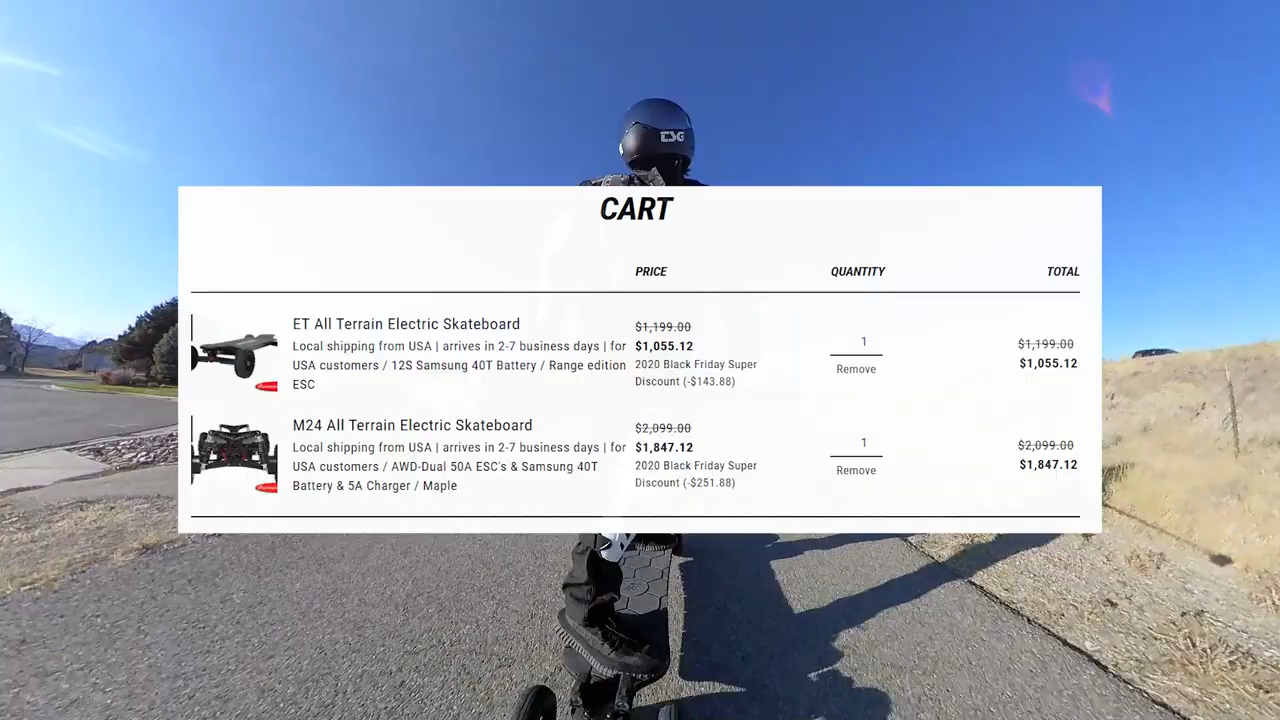 TSG
CART
PRICE QUANTITY TOTAL
ET All Terrain Electric Skateboard
Local shipping from USA | arrives in 2-7 business days | for
USA customers / 12S Samsung 40T Battery / Range edition
ESC
$1,199.00
$1,055.12
2020 Black Friday Super
Discount (-$143.88)
1
Remove
$1,199.00
$1,055.12
M24 All Terrain Electric Skateboard
Local shipping from USA | arrives in 2-7 business days | for
USA customers / AWD-Dual 50A ESC's & Samsung 40T
Battery & 5A Charger / Maple
$2,099.00
$1,847.12
2020 Black Friday Super
Discount (-$251.88)
1
Remove
$2,099.00
$1,847.12